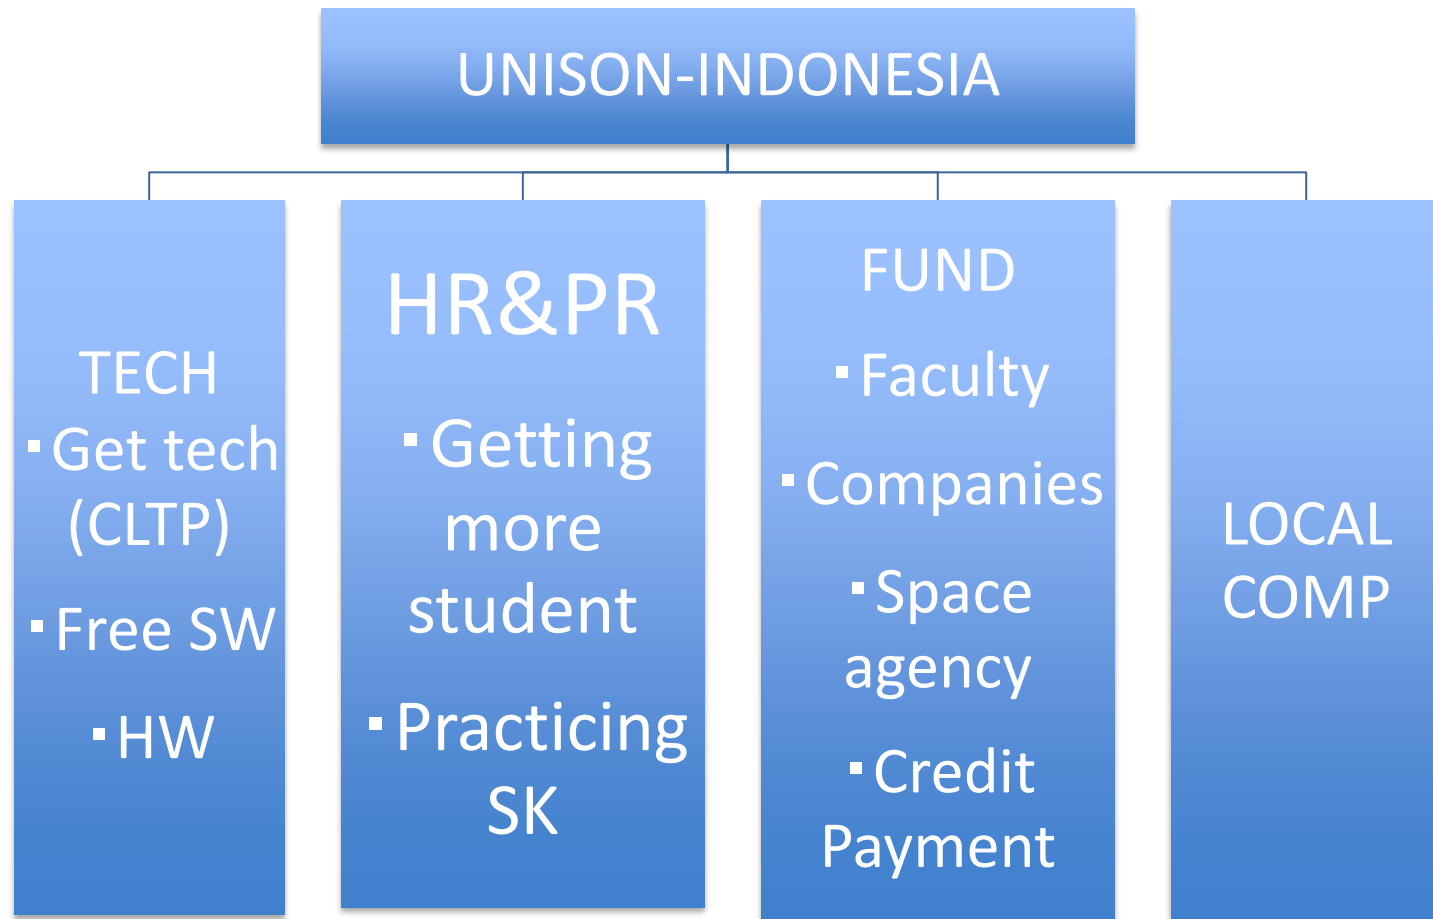 UNISON-INDONESIA
TECH
▪ Get tech
(CLTP)
▪ Free SW
▪ HW
HR&PR
▪ Getting
more
student
▪ Practicing
SK
FUND
▪ Faculty
▪ Companies
▪ Space
agency
▪ Credit
Payment
LOCAL
COMP